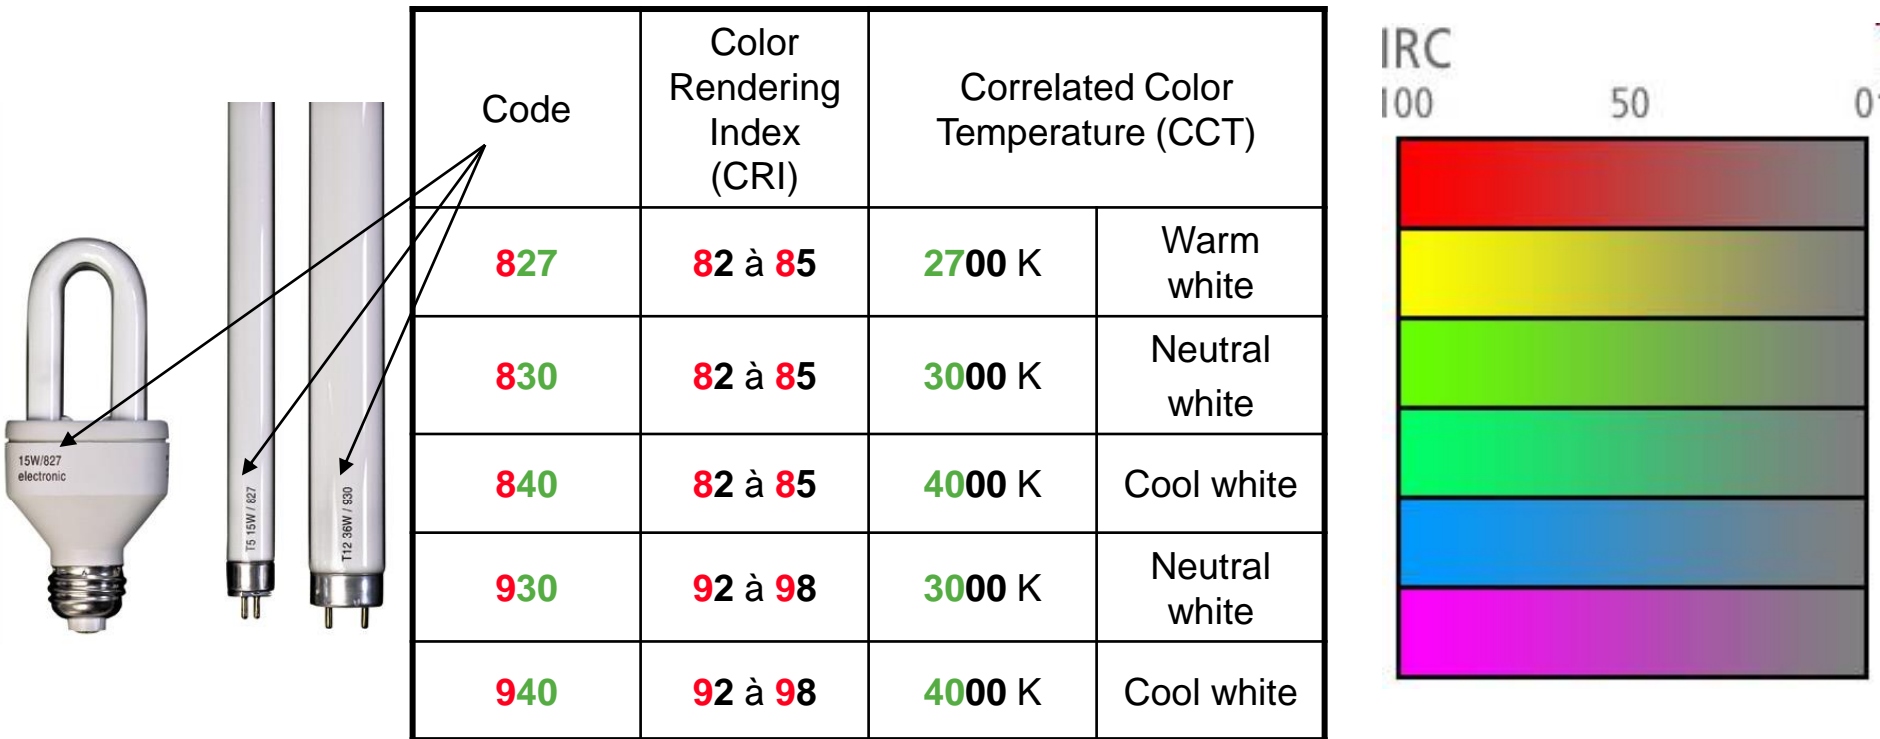 Code
Color
Rendering
Index
(CRI)
Correlated Color
Temperature (CCT)
827
82 à 85
2700 K
Warm
white
830
82 à 85
3000 K
Neutral
white
840
82 à 85
4000 K
Cool white
930
92 à 98
3000 K
Neutral
white
940
92 à 98
4000 K
Cool white
15W/827
electronic
T5 15W / 827
T12 36W / 930
IRC
100 50 0